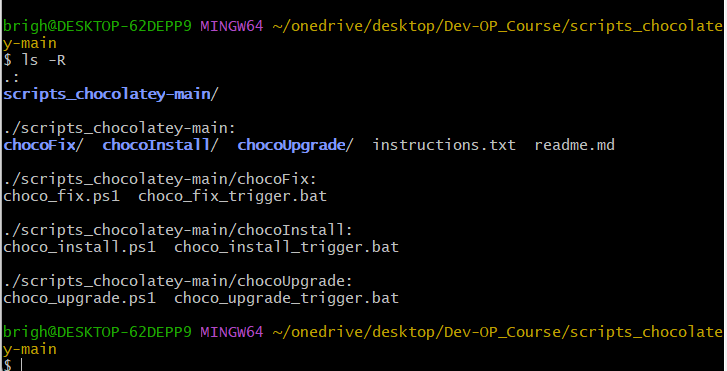 brigh@DESKTOP-62DEPP9 MINGW64 ~/onedrive/desktop/Dev-OP_Course/scripts_chocolate
y-main
$ ls -R
.:
scripts_chocolatey-main/
./scripts_chocolatey-main:
chocoFix/  chocoInstall/  chocoUpgrade/  instructions.txt  readme.md
./scripts_chocolatey-main/chocoFix:
choco_fix.ps1  choco_fix_trigger.bat
./scripts_chocolatey-main/chocoInstall:
choco_install.ps1  choco_install_trigger.bat
./scripts_chocolatey-main/chocoUpgrade:
choco_upgrade.ps1  choco_upgrade_trigger.bat
brigh@DESKTOP-62DEPP9 MINGW64 ~/onedrive/desktop/Dev-OP_Course/scripts_chocolate
y-main
$